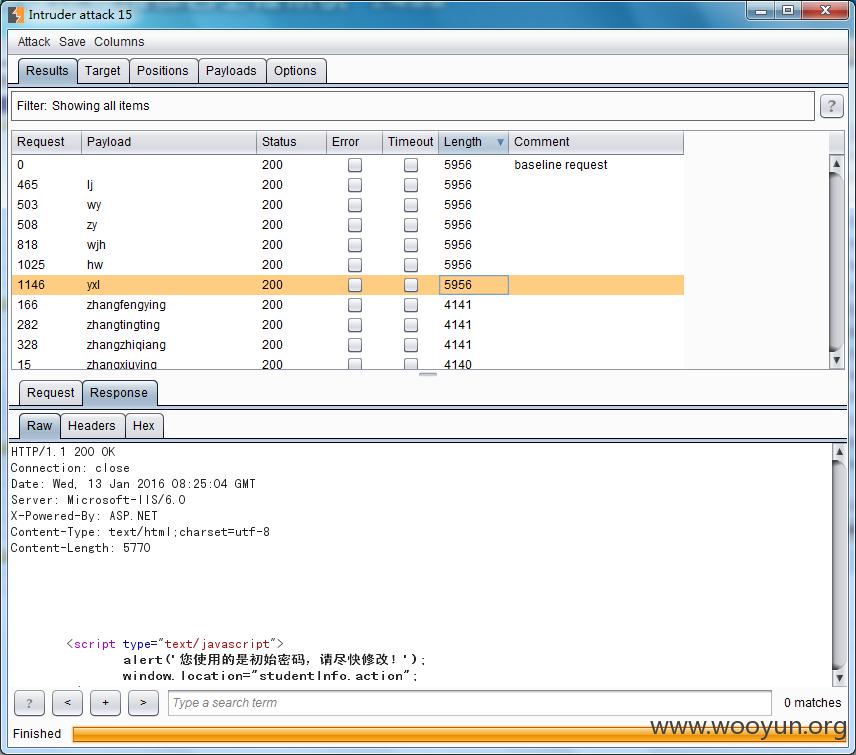 Intruder attack 15
Attack Save Columns
Results Target Positions Payloads Options
Filter: Showing all items
?
Request Payload Status Error Timeout Length Comment
0 200 5956 baseline request
465 lj 200 5956
503 wy 200 5956
508 zy 200 5956
818 wjh 200 5956
1025 hw 200 5956
1146 yxl 200 5956
166 zhangfengying 200 4141
282 zhangtingting 200 4141
328 zhangzhiqiang 200 4141
15 zhangxiuying 200 4140
Request Response
Raw Headers Hex
HTTP/1.1 200 OK
Connection: close
Date: Wed, 13 Jan 2016 08:25:04 GMT
Server: Microsoft-IIS/6.0
X-Powered-By: ASP.NET
Content-Type: text/html;charset=utf-8
Content-Length: 5770
<script type="text/javascript">
alert('您使用的是初始密码，请尽快修改！');
window.location="studentInfo.action";
? < + > Type a search term 0 matches
Finished
www.wooyun.org